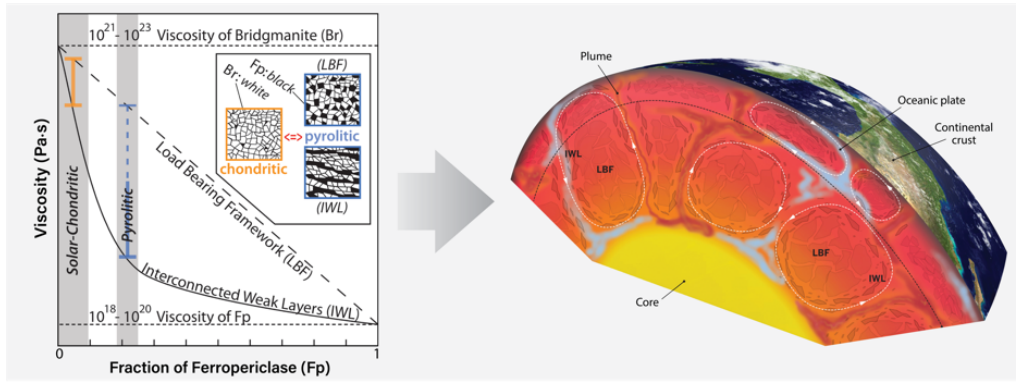 10²¹ - 10²³ Viscosity of Bridgmanite (Br)
(LBF)
Fp:black
Br:white
<=> pyrolitic
chondritic
(IWL)
Load Bearing Framework (LBF)
Solar-Chondritic
Pyrolitic
Interconnected Weak Layers (IWL)
10¹⁸ - 10²⁰ Viscosity of Fp
Viscosity (Pa·s)
0
1
Fraction of Ferropericlase (Fp)
Plume
Oceanic plate
Continental
crust
IWL
LBF
LBF
IWL
Core